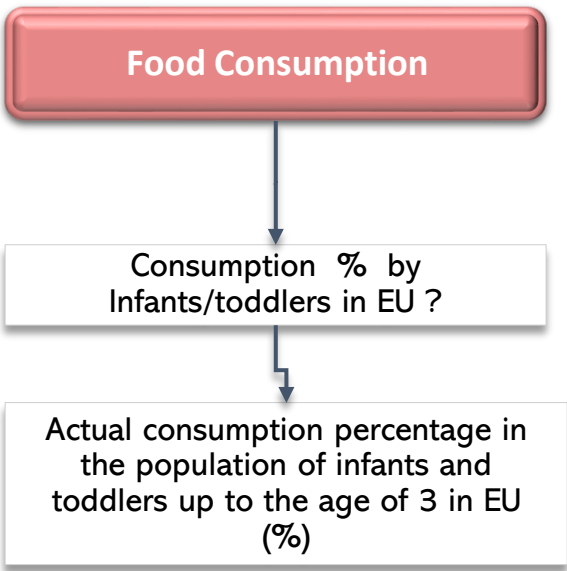 Food Consumption
Consumption % by
Infants/toddlers in EU ?
Actual consumption percentage in
the population of infants and
toddlers up to the age of 3 in EU
(%)